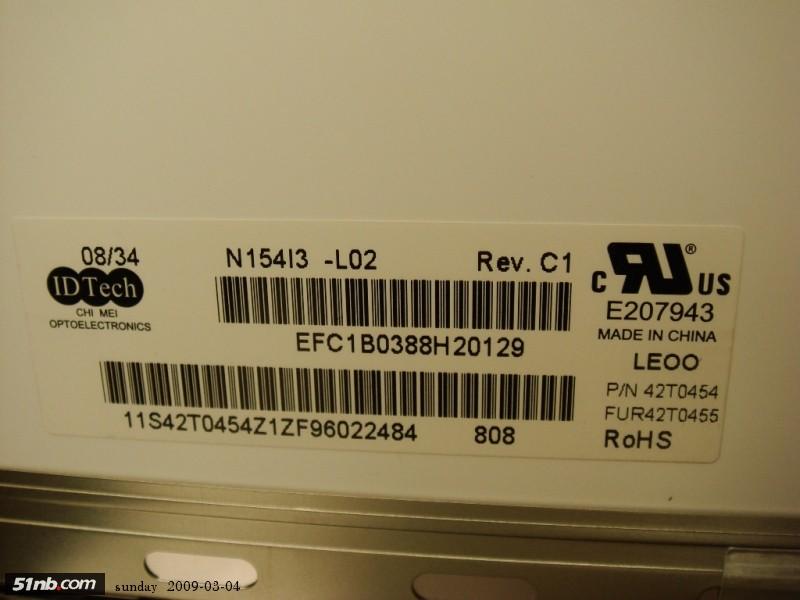 08/34
IDTech
CHI MEI
OPTOELECTRONICS
N154I3 -L02 Rev. C1
EFC1B0388H20129
11S42T0454Z1ZF96022484 808
C RU ® US
E207943
MADE IN CHINA
LEOO
P/N 42T0454
FUR42T0455
RoHS
51nb.com sunday 2009-03-04